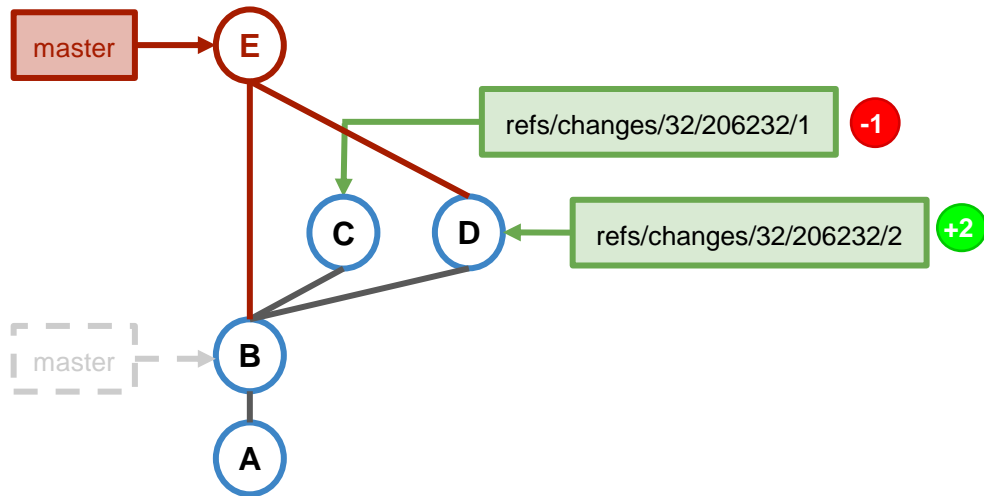 master
E
refs/changes/32/206232/1
-1
C
D
refs/changes/32/206232/2
+2
master
B
A